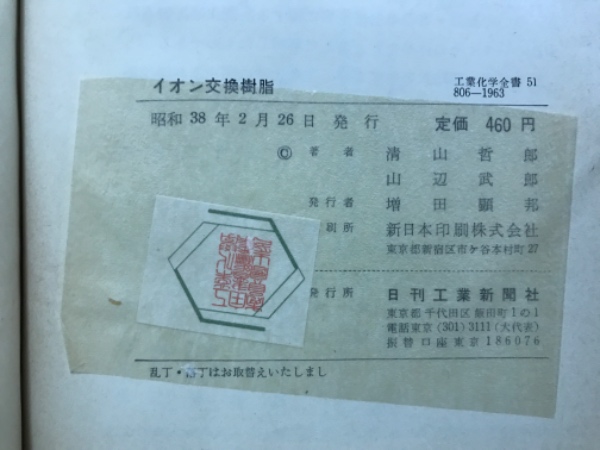 イオン交換樹脂
工業化学全書 51
806—1963
昭和 38 年 2 月 26 日 発 行 定価 460 円
Ⓒ 著 者 清 山 哲 郎
山 辺 武 郎
発行者 増 田 顕 邦
刷所 新日本印刷株式会社
東京都新宿区市ケ谷本村町 27
発行所 日刊工業新聞社
東京都千代田区飯田町1の1
電話東京 (301) 3111 (大代表)
振替口座東京 186076
乱丁・落丁はお取替えいたしまし